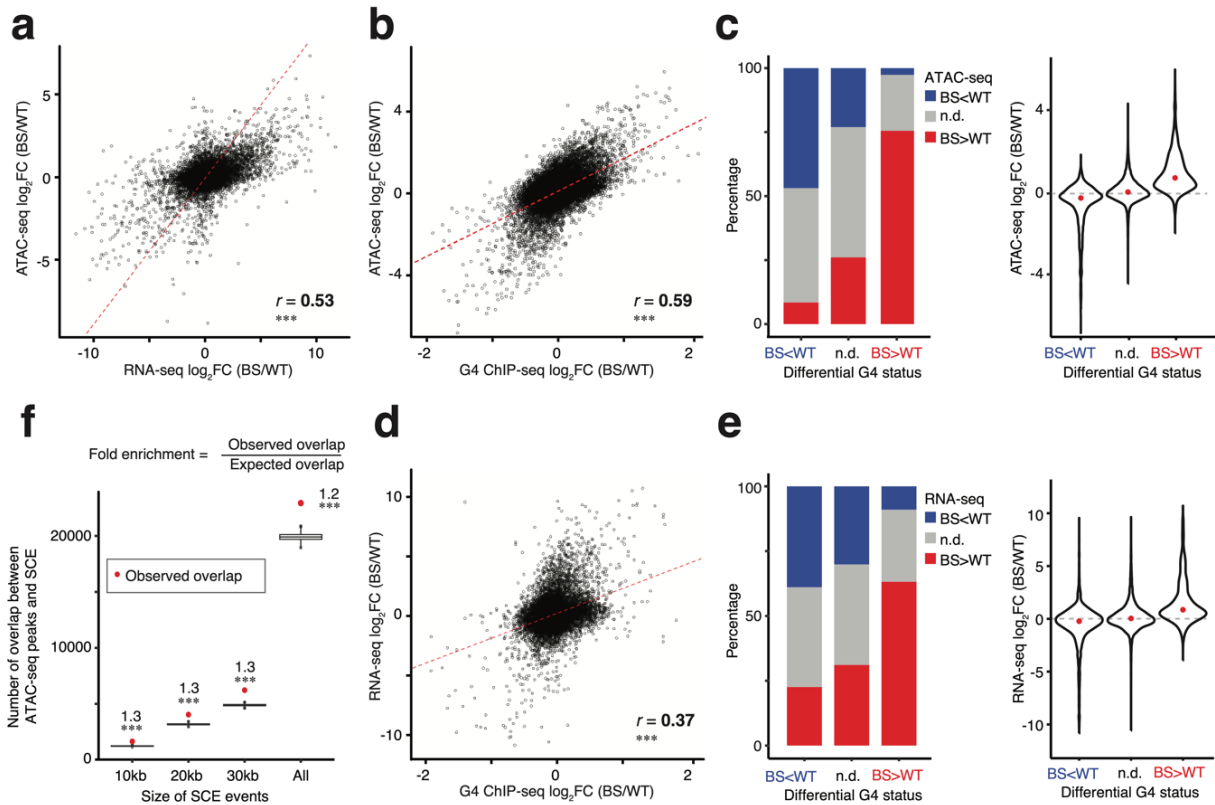 a
ATAC-seq log2FC (BS/WT)
5
0
-5
r = 0.53
***
-10
0
10
RNA-seq log2FC (BS/WT)
b
ATAC-seq log2FC (BS/WT)
4
0
-4
r = 0.59
***
-2
0
2
G4 ChIP-seq log2FC (BS/WT)
c
Percentage
100
50
0
ATAC-seq
BS<WT
n.d.
BS>WT
BS<WT
n.d.
BS>WT
Differential G4 status
ATAC-seq log2FC (BS/WT)
4
0
-4
BS<WT
n.d.
BS>WT
Differential G4 status
f
Fold enrichment = Observed overlap
Expected overlap
Number of overlap between
ATAC-seq peaks and SCE
20000
10000
0
Observed overlap
1.3
***
1.3
***
1.3
***
1.2
***
10kb
20kb
30kb
All
Size of SCE events
d
RNA-seq log2FC (BS/WT)
10
0
-10
r = 0.37
***
-2
0
2
G4 ChIP-seq log2FC (BS/WT)
e
Percentage
100
50
0
RNA-seq
BS<WT
n.d.
BS>WT
BS<WT
n.d.
BS>WT
Differential G4 status
RNA-seq log2FC (BS/WT)
10
5
0
-5
-10
BS<WT
n.d.
BS>WT
Differential G4 status